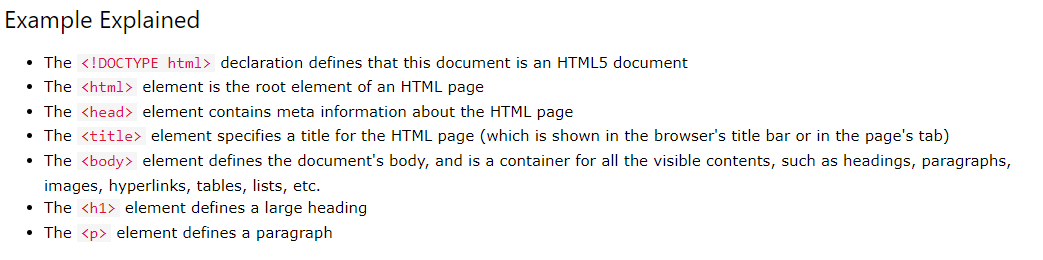 Example Explained
• The <!DOCTYPE html> declaration defines that this document is an HTML5 document
• The <html> element is the root element of an HTML page
• The <head> element contains meta information about the HTML page
• The <title> element specifies a title for the HTML page (which is shown in the browser's title bar or in the page's tab)
• The <body> element defines the document's body, and is a container for all the visible contents, such as headings, paragraphs,
images, hyperlinks, tables, lists, etc.
• The <h1> element defines a large heading
• The <p> element defines a paragraph